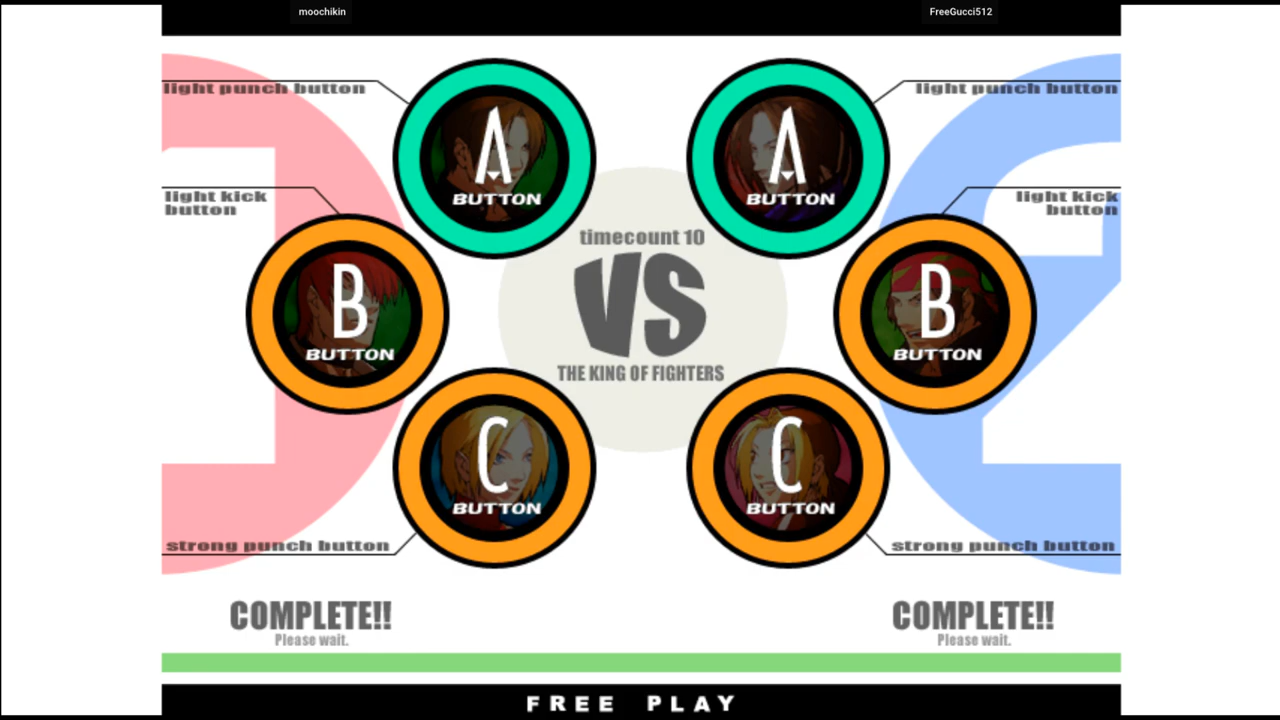 moochikin
FreeGucci512
light punch button
light punch button
A
BUTTON
A
BUTTON
light kick
button
light kick
button
timecount 10
VS
THE KING OF FIGHTERS
B
BUTTON
B
BUTTON
C
BUTTON
C
BUTTON
strong punch button
strong punch button
COMPLETE!!
Please wait.
COMPLETE!!
Please wait.
FREE PLAY